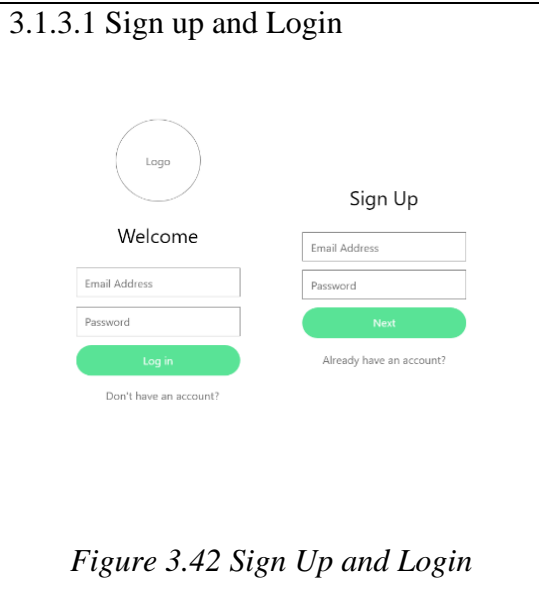 3.1.3.1 Sign up and Login
Logo
Welcome
Email Address
Password
Log in
Don't have an account?
Sign Up
Email Address
Password
Next
Already have an account?
Figure 3.42 Sign Up and Login